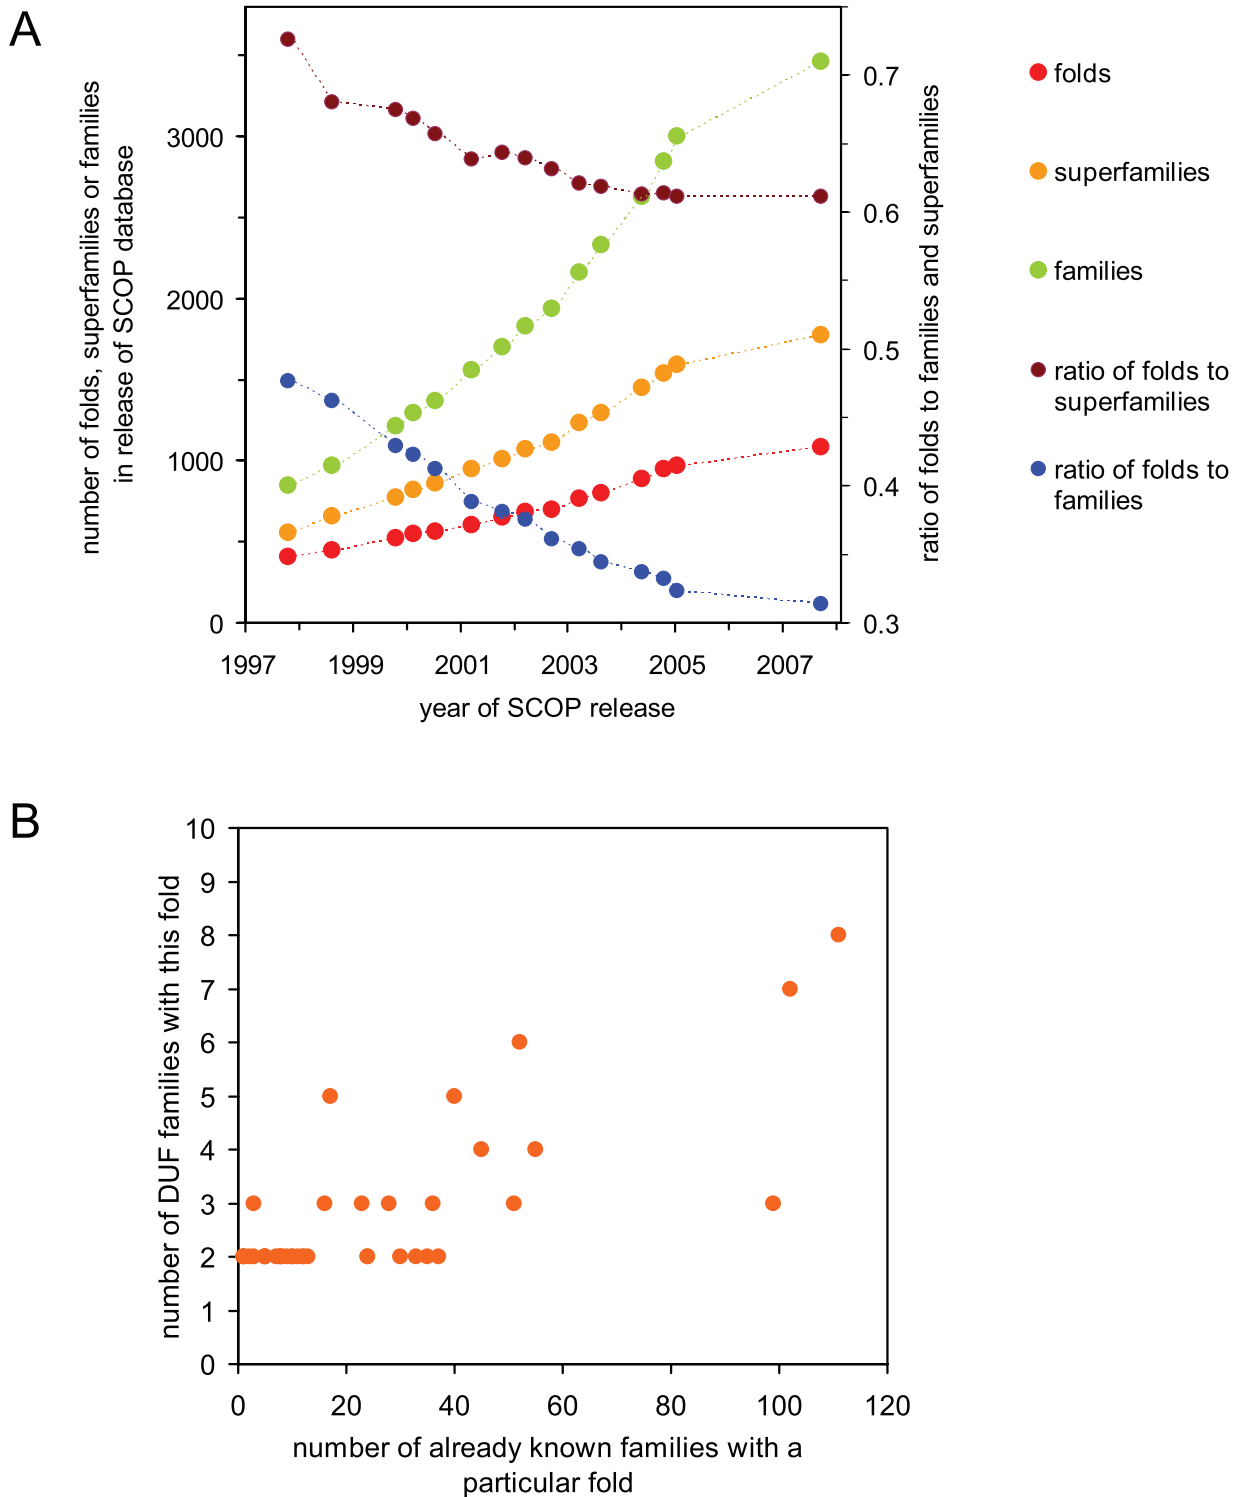 A
number of folds, superfamilies or families
in release of SCOP database
3000
2000
1000
0
0.7
0.6
0.5
0.4
0.3
ratio of folds to families and superfamilies
1997
1999
2001
2003
2005
2007
year of SCOP release
folds
superfamilies
families
ratio of folds to
superfamilies
ratio of folds to
families
B
number of DUF families with this fold
10
9
8
7
6
5
4
3
2
1
0
0
20
40
60
80
100
120
number of already known families with a
particular fold